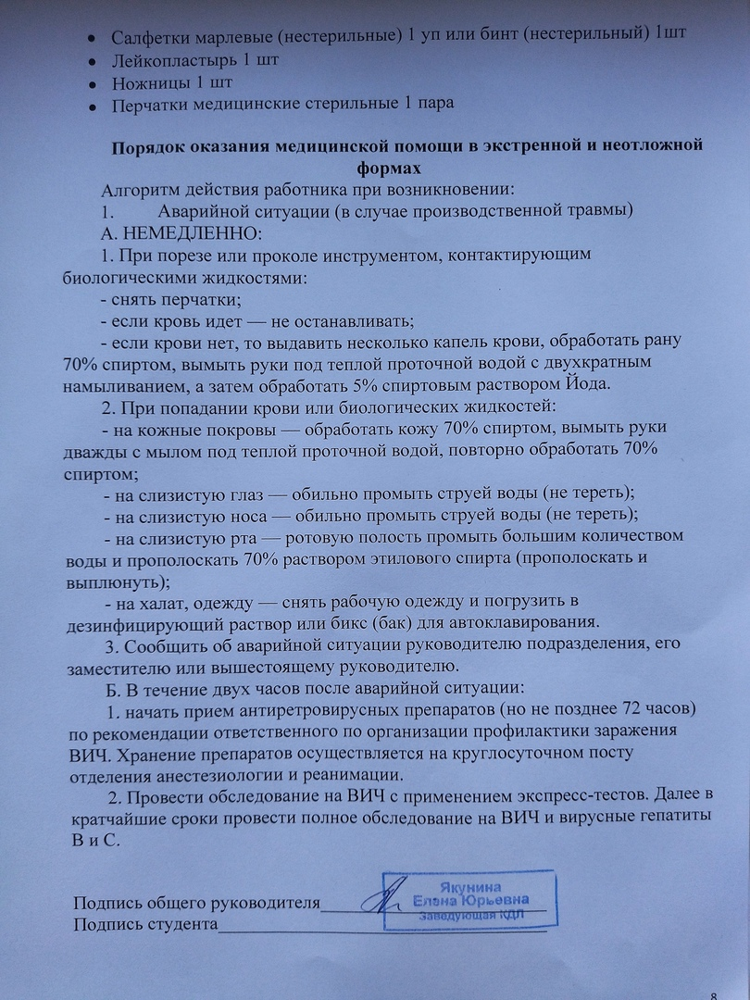 • Салфетки марлевые (нестерильные) 1 уп или бинт (нестерильный) 1шт
• Лейкопластырь 1 шт
• Ножницы 1 шт
• Перчатки медицинские стерильные 1 пара
Порядок оказания медицинской помощи в экстренной и неотложной
формах
Алгоритм действия работника при возникновении:
1. Аварийной ситуации (в случае производственной травмы)
А. НЕМЕДЛЕННО:
1. При порезе или проколе инструментом, контактирующим
биологическими жидкостями:
- снять перчатки;
- если кровь идет — не останавливать;
- если крови нет, то выдавить несколько капель крови, обработать рану
70% спиртом, вымыть руки под теплой проточной водой с двухкратным
намыливанием, а затем обработать 5% спиртовым раствором Йода.
2. При попадании крови или биологических жидкостей:
- на кожные покровы — обработать кожу 70% спиртом, вымыть руки
дважды с мылом под теплой проточной водой, повторно обработать 70%
спиртом;
- на слизистую глаз — обильно промыть струей воды (не тереть);
- на слизистую носа — обильно промыть струей воды (не тереть);
- на слизистую рта — ротовую полость промыть большим количеством
воды и прополоскать 70% раствором этилового спирта (прополоскать и
выплюнуть);
- на халат, одежду — снять рабочую одежду и погрузить в
дезинфицирующий раствор или бикс (бак) для автоклавирования.
3. Сообщить об аварийной ситуации руководителю подразделения, его
заместителю или вышестоящему руководителю.
Б. В течение двух часов после аварийной ситуации:
1. начать прием антиретровирусных препаратов (но не позднее 72 часов)
по рекомендации ответственного по организации профилактики заражения
ВИЧ. Хранение препаратов осуществляется на круглосуточном посту
отделения анестезиологии и реанимации.
2. Провести обследование на ВИЧ с применением экспресс-тестов. Далее в
кратчайшие сроки провести полное обследование на ВИЧ и вирусные гепатиты
В и С.
Якунина
Елена Юрьевна
заведующая КДЛ
Подпись общего руководителя
Подпись студента
8